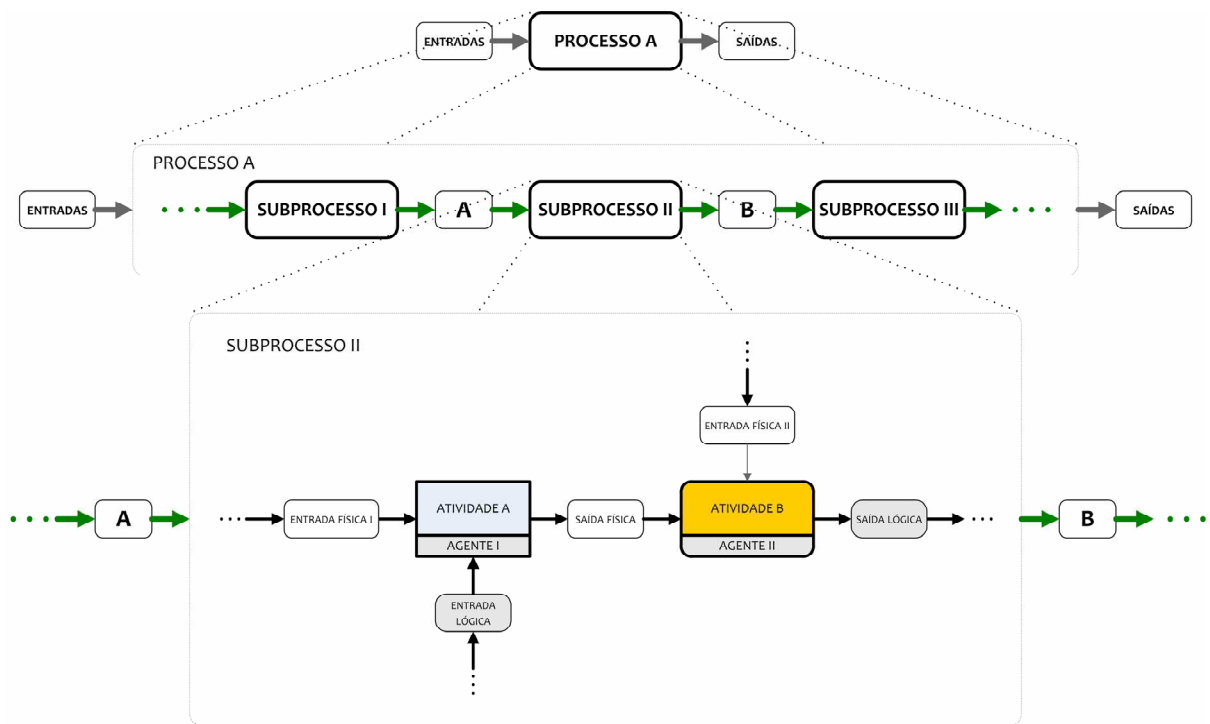 ENTRADAS
PROCESSO A
SAÍDAS
PROCESSO A
ENTRADAS
SUBPROCESSO I
A
SUBPROCESSO II
B
SUBPROCESSO III
SAÍDAS
SUBPROCESSO II
ENTRADA FÍSICA II
A
ENTRADA FÍSICA I
ATIVIDADE A
AGENTE I
SAÍDA FÍSICA
ATIVIDADE B
AGENTE II
SAÍDA LÓGICA
B
ENTRADA
LÓGICA